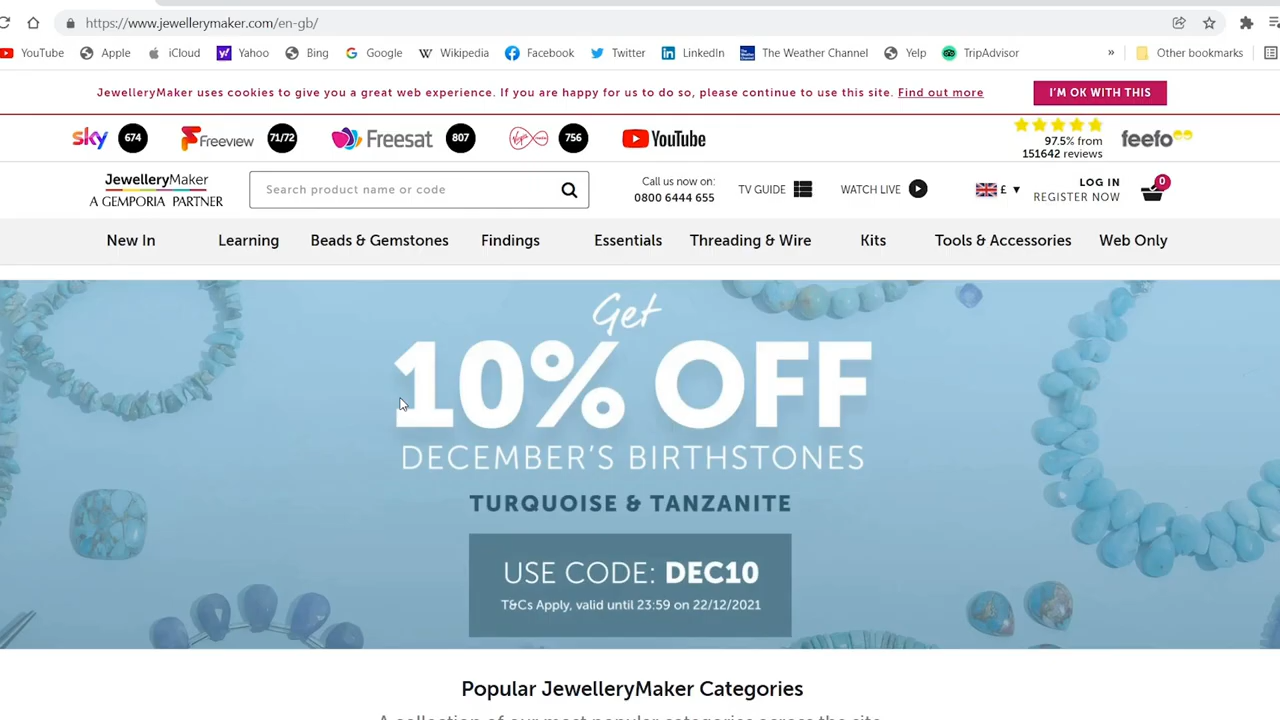 https://www.jewellerymaker.com/en-gb/
YouTube Apple iCloud Yahoo Bing Google Wikipedia Facebook Twitter LinkedIn The Weather Channel Yelp TripAdvisor » Other bookmarks
JewelleryMaker uses cookies to give you a great web experience. If you are happy for us to do so, please continue to use this site. Find out more
I'M OK WITH THIS
sky 674 Freeview 71/72 Freesat 807 Virgin media 756 YouTube
97.5% from
151642 reviews
feefo
JewelleryMaker
A GEMPORIA PARTNER
Search product name or code
Call us now on:
0800 6444 655
TV GUIDE
WATCH LIVE
£
LOG IN
REGISTER NOW
0
New In Learning Beads & Gemstones Findings Essentials Threading & Wire Kits Tools & Accessories Web Only
Get
10% OFF
DECEMBER'S BIRTHSTONES
TURQUOISE & TANZANITE
USE CODE: DEC10
T&Cs Apply, valid until 23:59 on 22/12/2021
Popular JewelleryMaker Categories
A collection of our most popular categories across the site